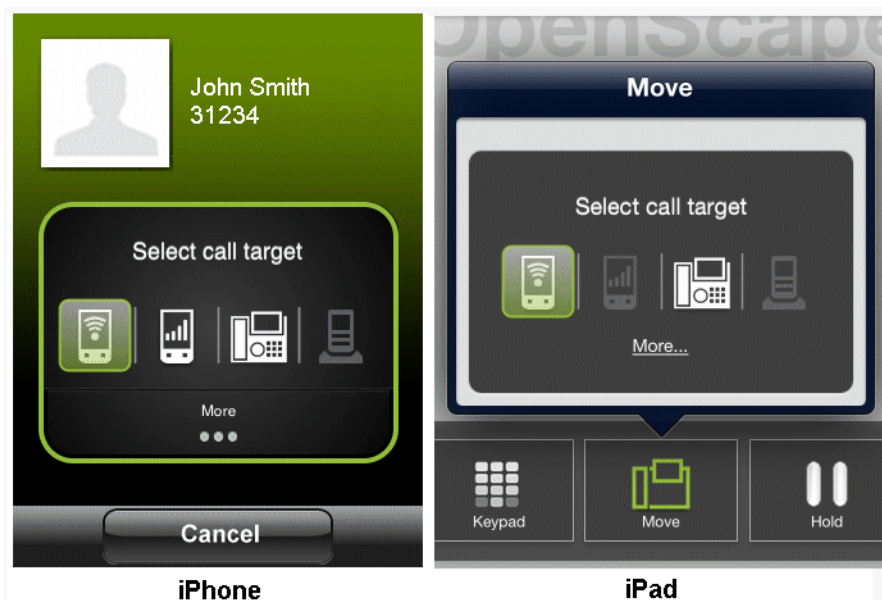 John Smith
31234
Select call target
More
Cancel
iPhone
OpenScape
Move
Select call target
More...
Keypad
Move
Hold
iPad